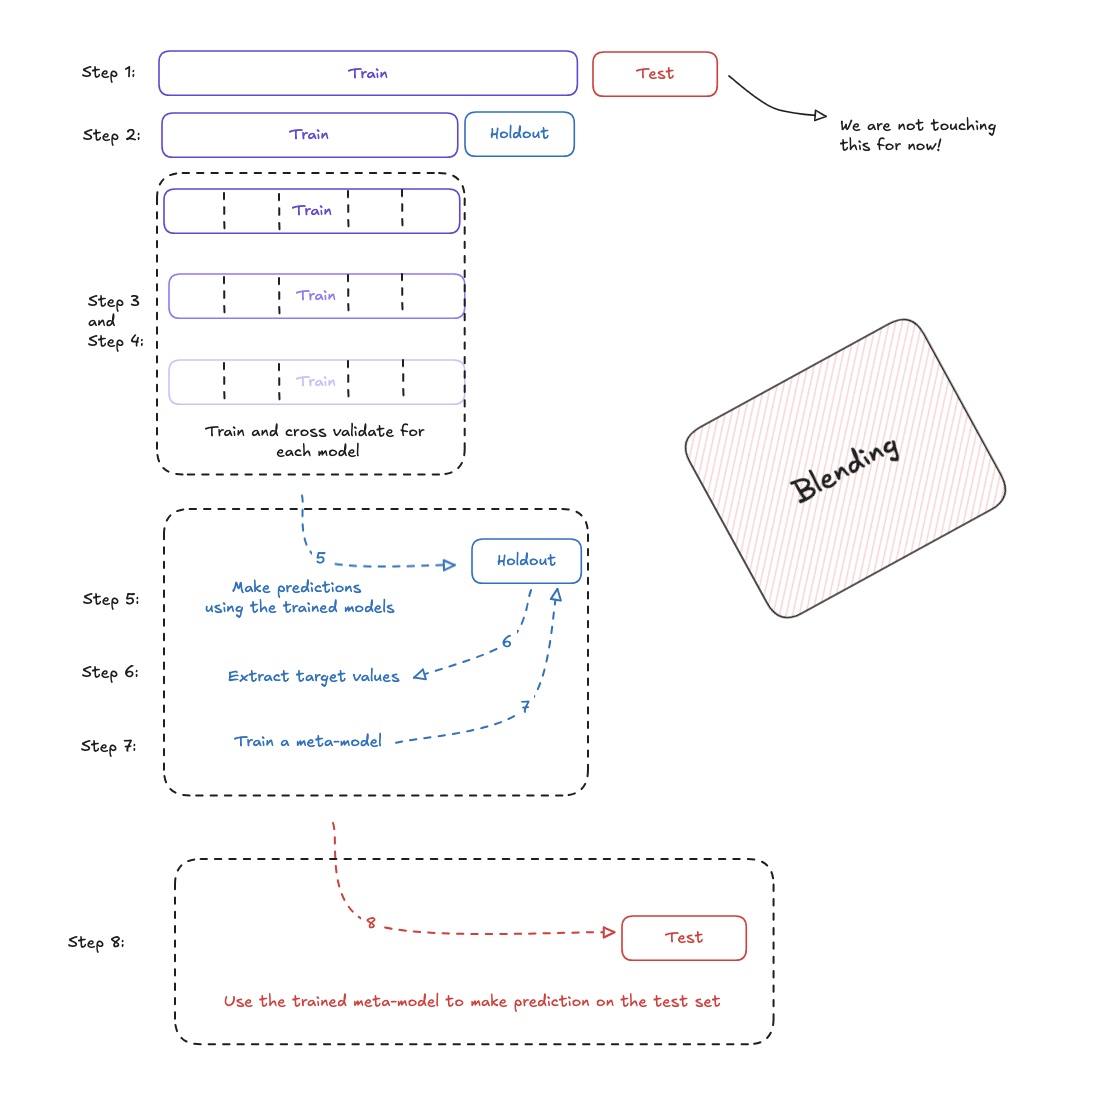 Step 1:
Train
Test
We are not touching
this for now!
Step 2:
Train
Holdout
Train
Step 3
and
Step 4:
Train
Train
Train and cross validate for
each model
Blending
5
Holdout
Step 5:
Make predictions
using the trained models
6
Step 6:
Extract target values
7
Step 7:
Train a meta-model
8
Step 8:
Test
Use the trained meta-model to make prediction on the test set